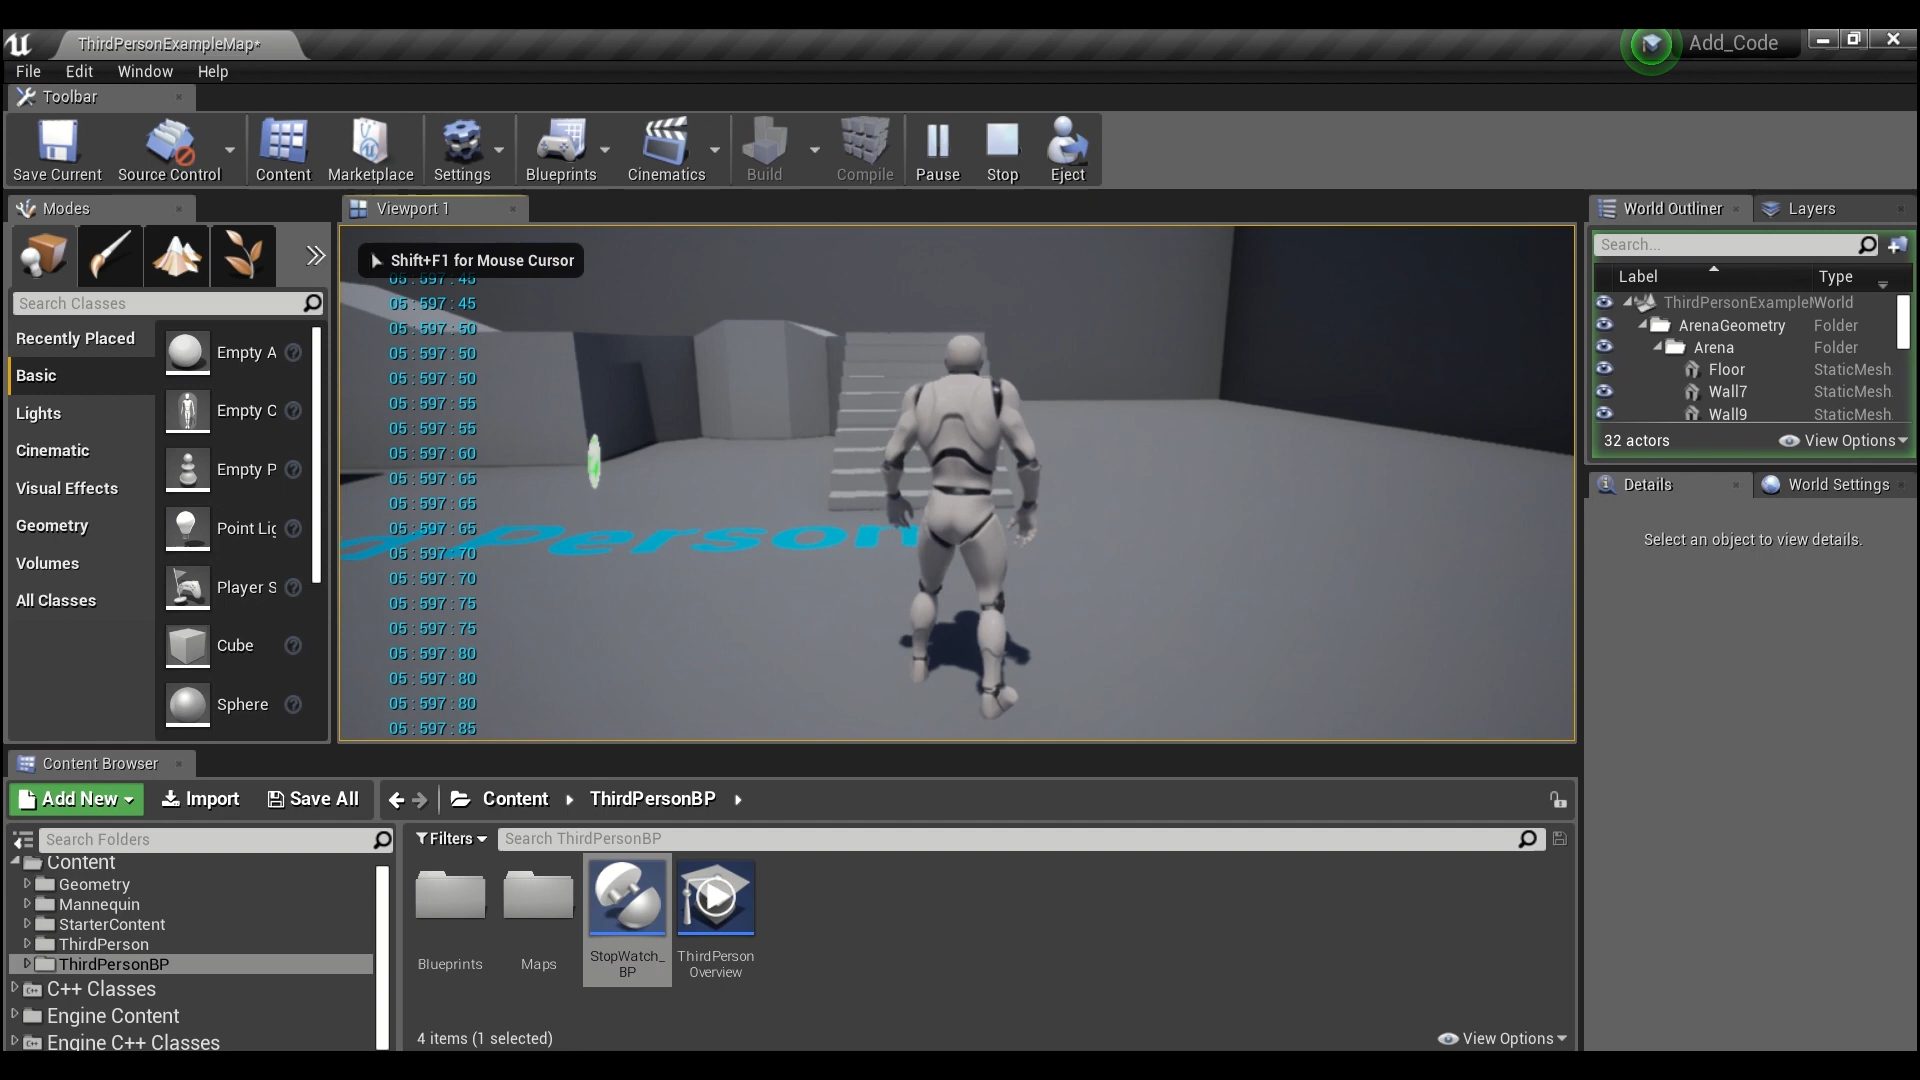 ThirdPersonExampleMap*
Add_Code
File Edit Window Help
Toolbar
Save Current Source Control Content Marketplace Settings Blueprints Cinematics Build Compile Pause Stop Eject
Modes
Viewport 1
World Outliner Layers
Shift+F1 for Mouse Cursor
Search...
Label Type
Search Classes
Recently Placed
Basic
Lights
Cinematic
Visual Effects
Geometry
Volumes
All Classes
Empty A
Empty C
Empty P
Point Lig
Player S
Cube
Sphere
05 : 597 : 45
05 : 597 : 45
05 : 597 : 50
05 : 597 : 50
05 : 597 : 50
05 : 597 : 55
05 : 597 : 55
05 : 597 : 60
05 : 597 : 65
05 : 597 : 65
05 : 597 : 65
05 : 597 : 70
05 : 597 : 70
05 : 597 : 75
05 : 597 : 75
05 : 597 : 80
05 : 597 : 80
05 : 597 : 80
05 : 597 : 85
Person
ThirdPersonExampleM World
ArenaGeometry Folder
Arena Folder
Floor StaticMesh
Wall7 StaticMesh
Wall9 StaticMesh
32 actors View Options
Details World Settings
Select an object to view details.
Content Browser
Add New Import Save All Content ThirdPersonBP
Search Folders
Filters Search ThirdPersonBP
Content
Geometry
Mannequin
StarterContent
ThirdPerson
ThirdPersonBP
C++ Classes
Engine Content
Engine C++ Classes
Blueprints
Maps
StopWatch_
BP
ThirdPerson
Overview
4 items (1 selected)
View Options